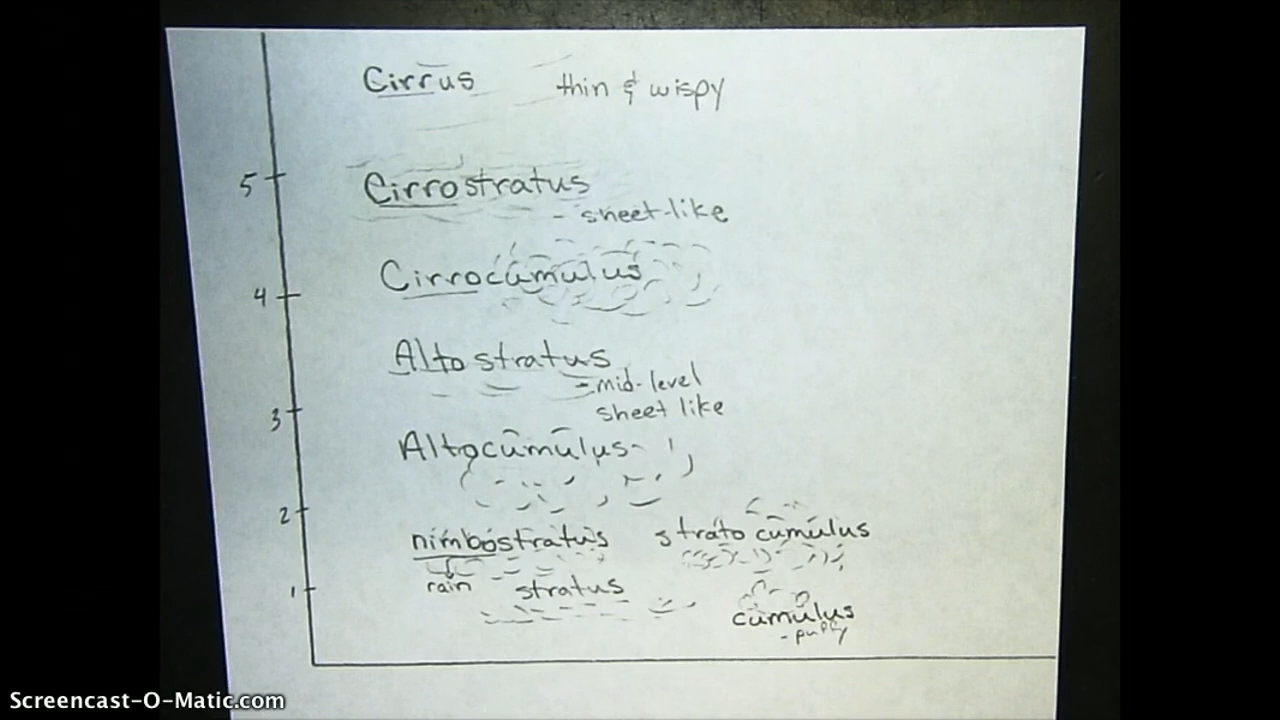 Cirrus thin & wispy
5 Cirrostratus
- sheet-like
Cirrocumulus
4
Altostratus
- mid-level
3 sheet like
Altocumulus
2
nimbostratus strato cumulus
rain stratus
1
cumulus
- puffy
Screencast-O-Matic.com